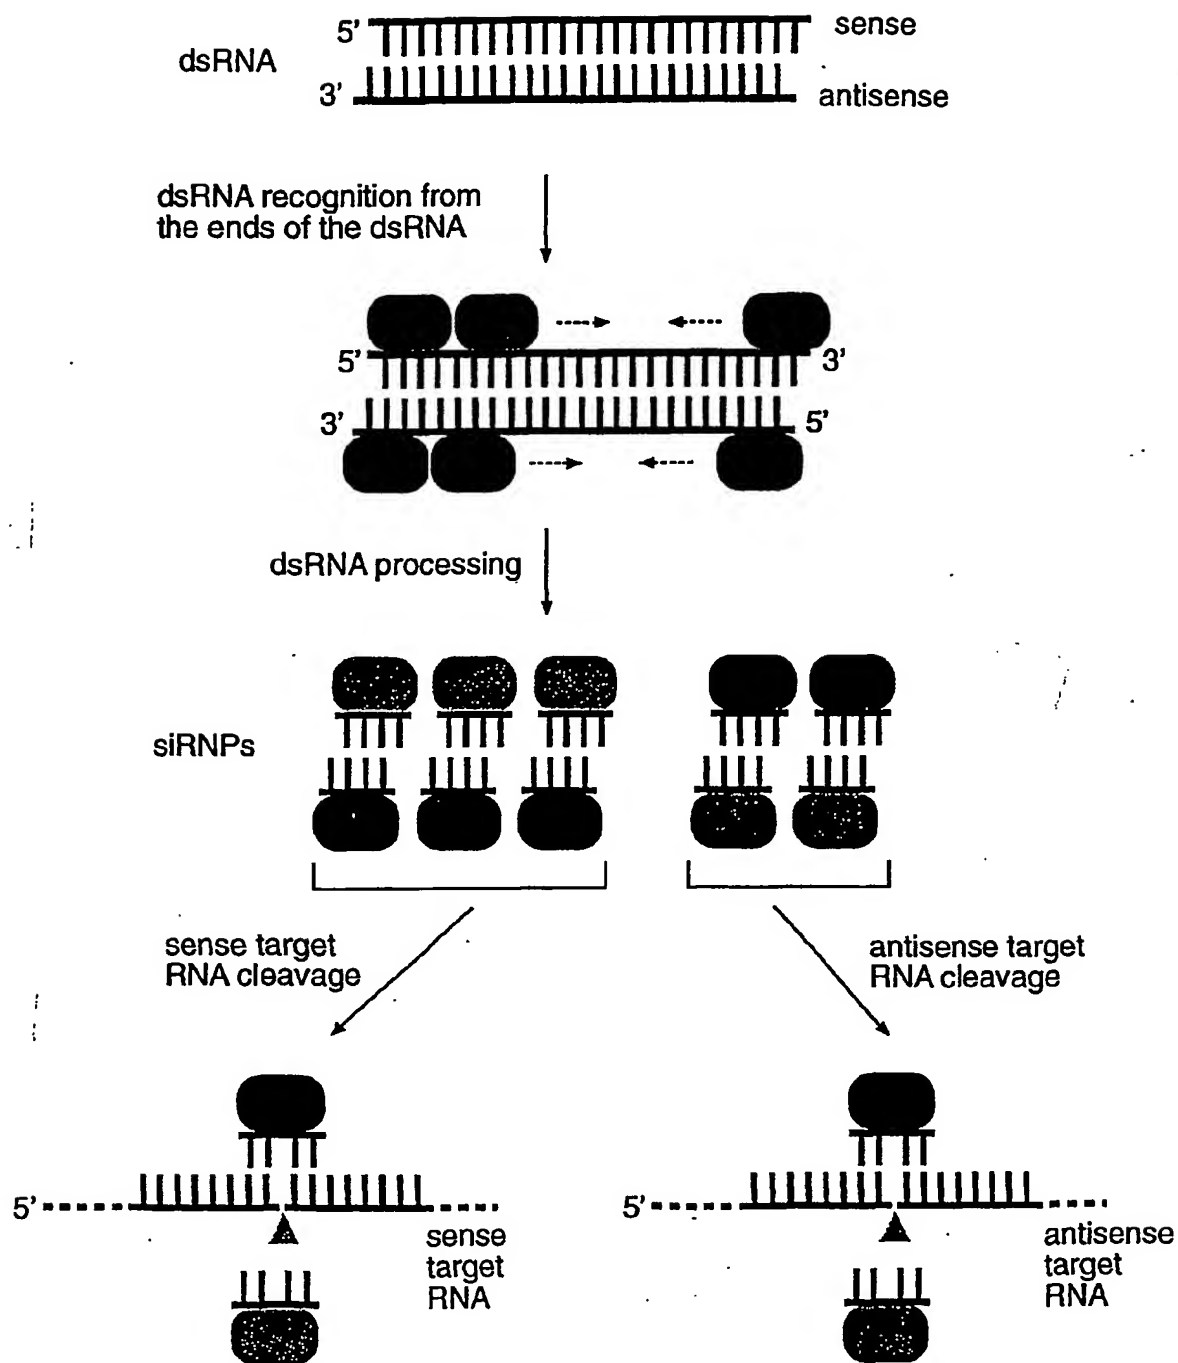 5' sense
dsRNA
3' antisense
dsRNA recognition from
the ends of the dsRNA
5' 3'
3' 5'
dsRNA processing
siRNPs
sense target
RNA cleavage
antisense target
RNA cleavage
5'
sense
target
RNA
5'
antisense
target
RNA